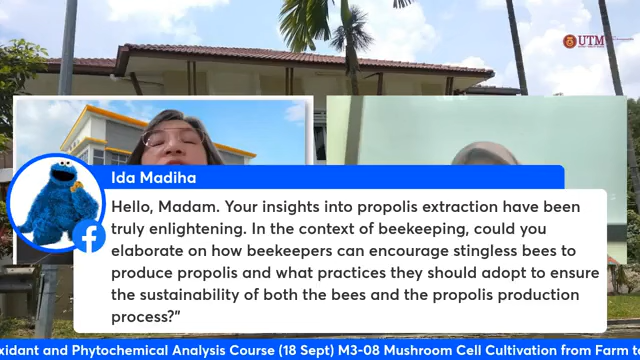 UTM
Ida Madiha
Hello, Madam. Your insights into propolis extraction have been
truly enlightening. In the context of beekeeping, could you
elaborate on how beekeepers can encourage stingless bees to
produce propolis and what practices they should adopt to ensure
the sustainability of both the bees and the propolis production
process?"
xidant and Phytochemical Analysis Course (18 Sept) M3-08 Mushroom Cell Cultivation from Farm t